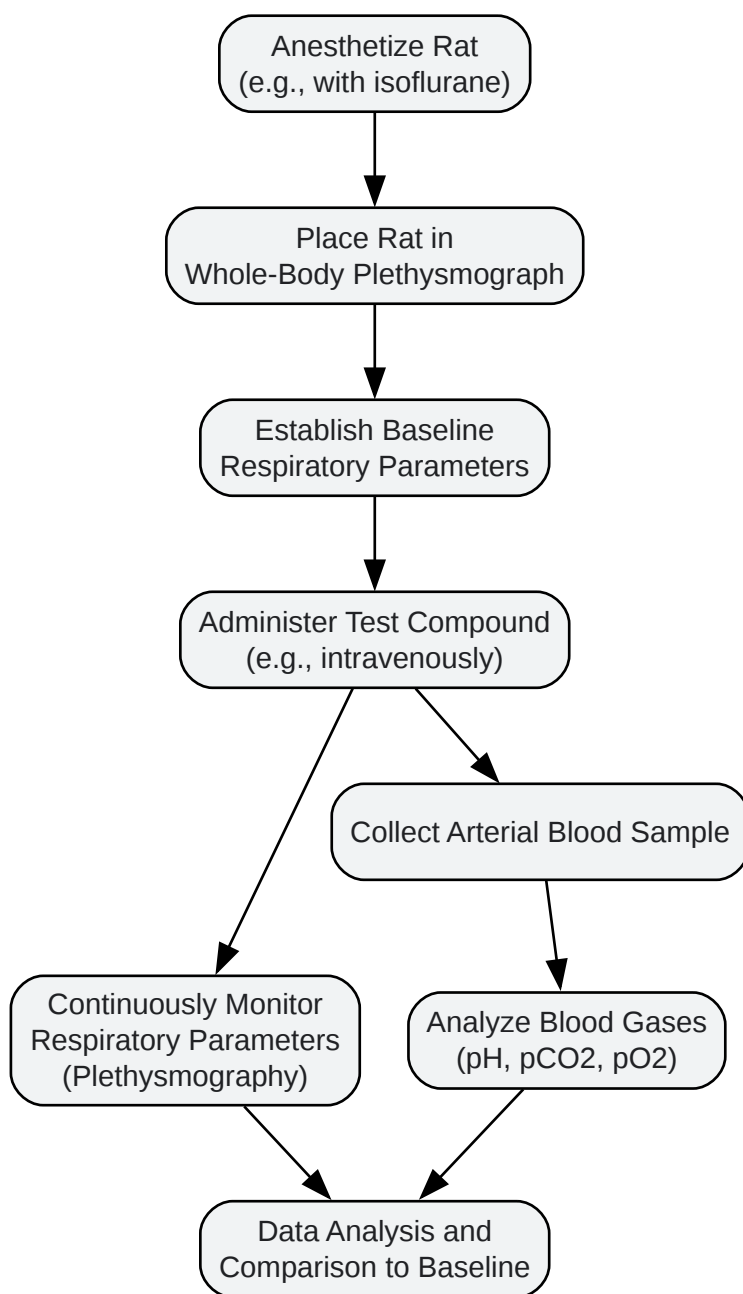 Anesthetize Rat
(e.g., with isoflurane)
Place Rat in
Whole-Body Plethysmograph
Establish Baseline
Respiratory Parameters
Administer Test Compound
(e.g., intravenously)
Collect Arterial Blood Sample
Continuously Monitor
Respiratory Parameters
(Plethysmography)
Analyze Blood Gases
(pH, pCO2, pO2)
Data Analysis and
Comparison to Baseline